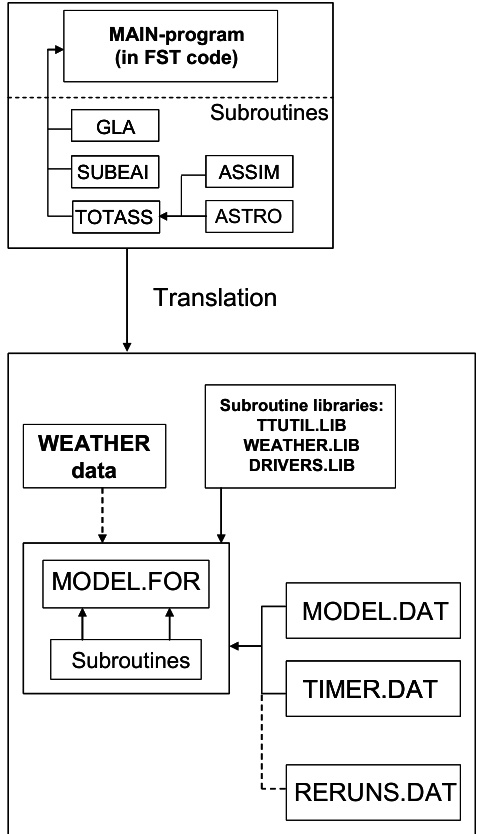 MAIN-program
(in FST code)
Subroutines
GLA
SUBEAI
ASSIM
TOTASS
ASTRO
Translation
Subroutine libraries:
TTUTIL.LIB
WEATHER.LIB
DRIVERS.LIB
WEATHER
data
MODEL.FOR
Subroutines
MODEL.DAT
TIMER.DAT
RERUNS.DAT